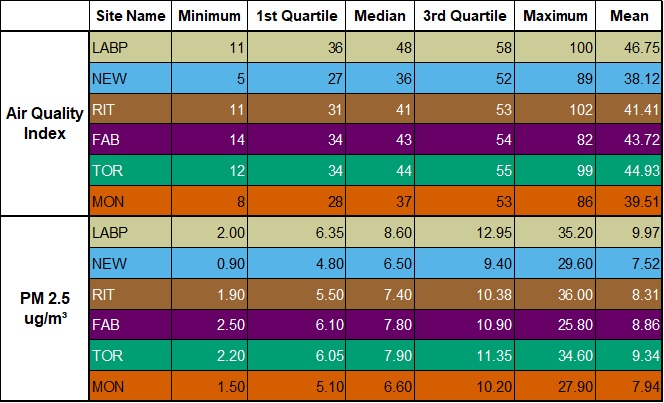 Site Name Minimum 1st Quartile Median 3rd Quartile Maximum Mean
Air Quality Index
LABP 11 36 48 58 100 46.75
NEW 5 27 36 52 89 38.12
RIT 11 31 41 53 102 41.41
FAB 14 34 43 54 82 43.72
TOR 12 34 44 55 99 44.93
MON 8 28 37 53 86 39.51
PM 2.5 ug/m³
LABP 2.00 6.35 8.60 12.95 35.20 9.97
NEW 0.90 4.80 6.50 9.40 29.60 7.52
RIT 1.90 5.50 7.40 10.38 36.00 8.31
FAB 2.50 6.10 7.80 10.90 25.80 8.86
TOR 2.20 6.05 7.90 11.35 34.60 9.34
MON 1.50 5.10 6.60 10.20 27.90 7.94